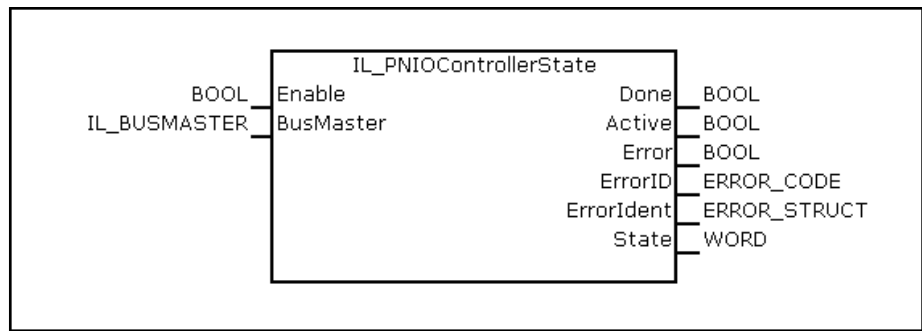 IL_PNIOControllerState
BOOL Enable Done BOOL
IL_BUSMASTER BusMaster Active BOOL
Error BOOL
ErrorID ERROR_CODE
ErrorIdent ERROR_STRUCT
State WORD